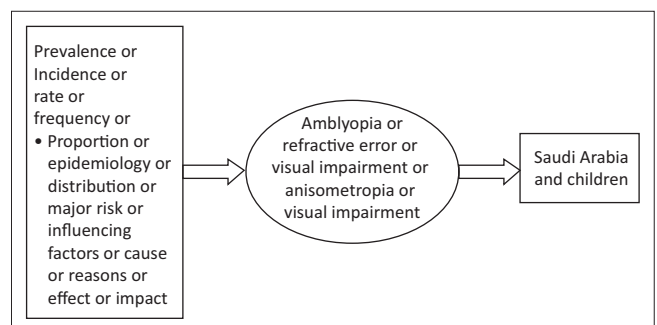 Prevalence or
Incidence or
rate or
frequency or
• Proportion or
epidemiology or
distribution or
major risk or
influencing
factors or cause
or reasons or
effect or impact
Amblyopia or
refractive error or
visual impairment or
anisometropia or
visual impairment
Saudi Arabia
and children